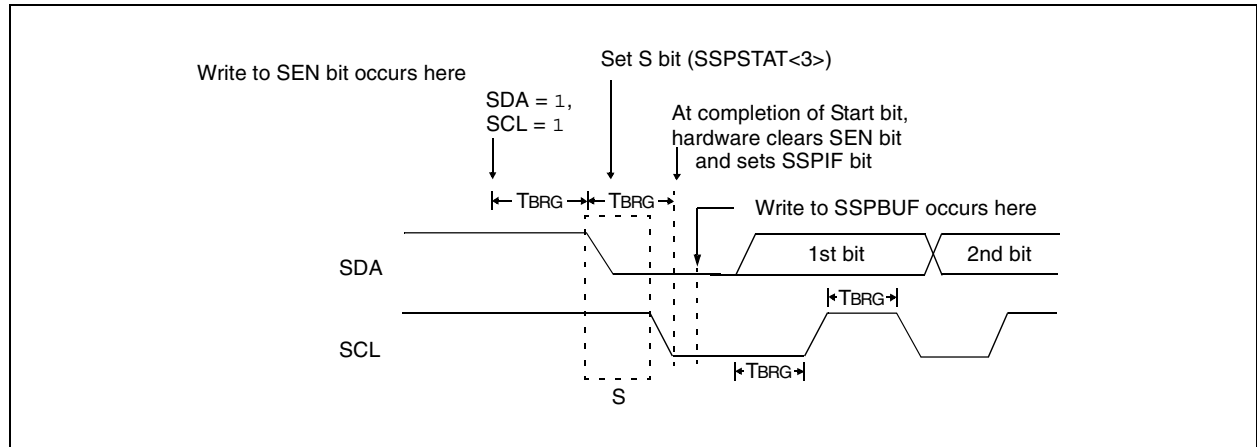 Set S bit (SSPSTAT<3>)
Write to SEN bit occurs here
SDA = 1,
SCL = 1
At completion of Start bit,
hardware clears SEN bit
and sets SSPIF bit
TBRG
TBRG
Write to SSPBUF occurs here
SDA
1st bit
2nd bit
TBRG
SCL
TBRG
S